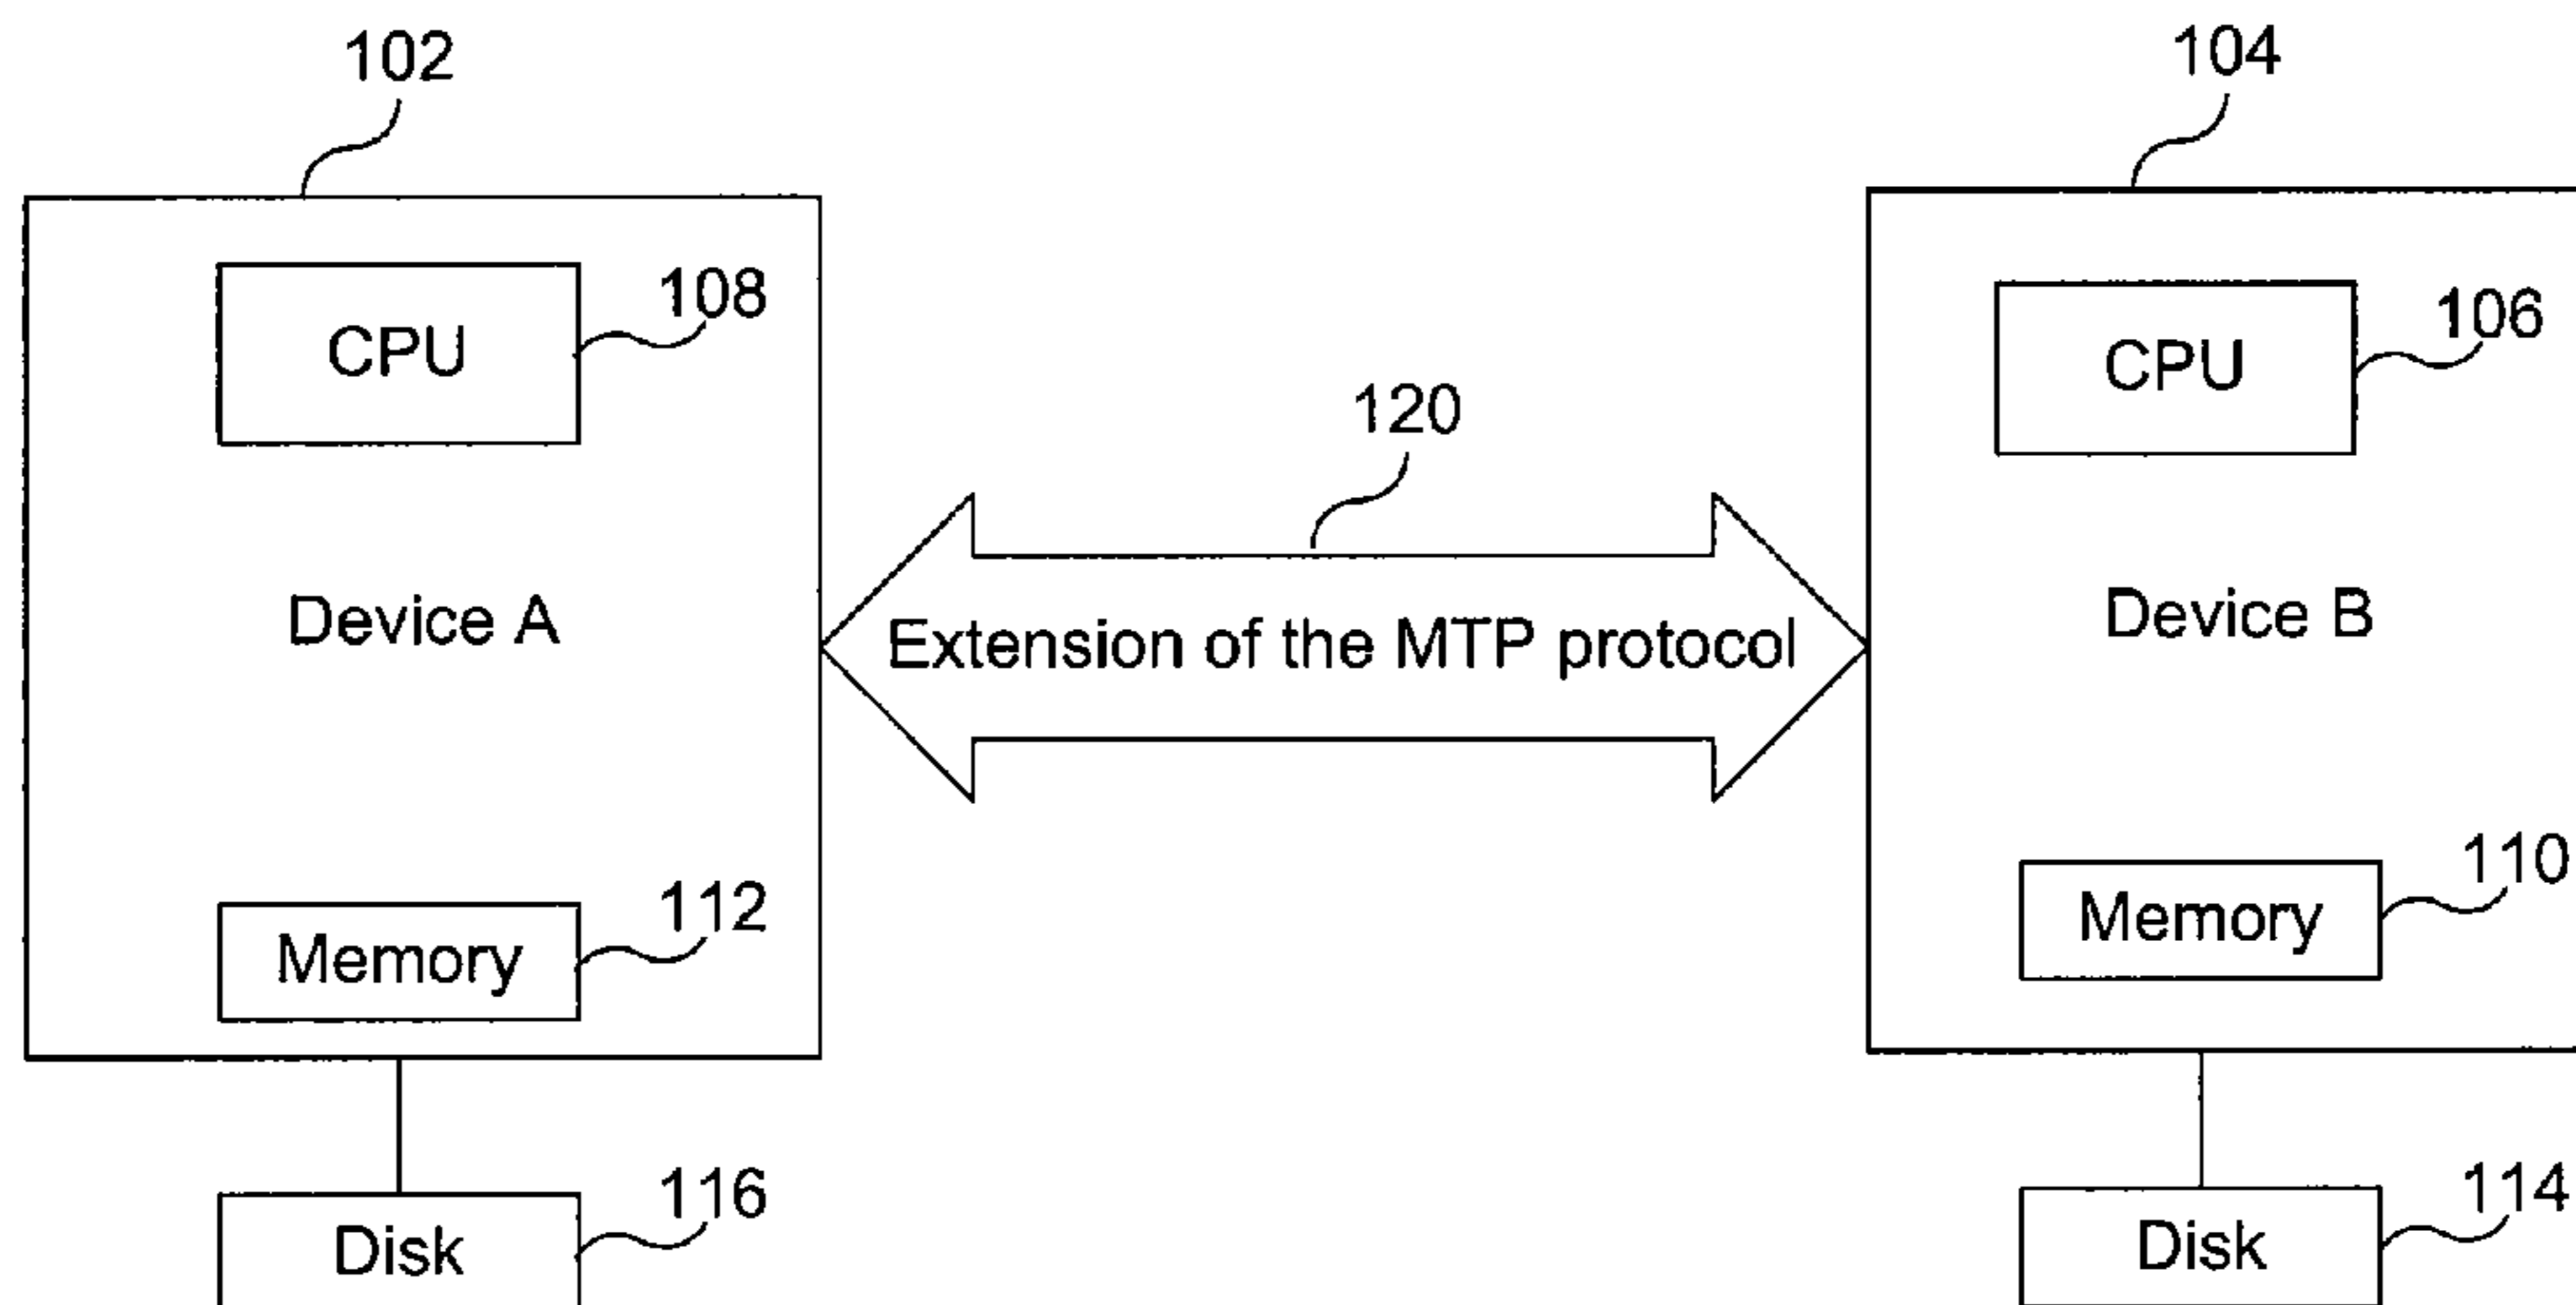 102
104
CPU
108
CPU
106
120
Device A
Extension of the MTP protocol
Device B
Memory
112
Memory
110
Disk
116
Disk
114